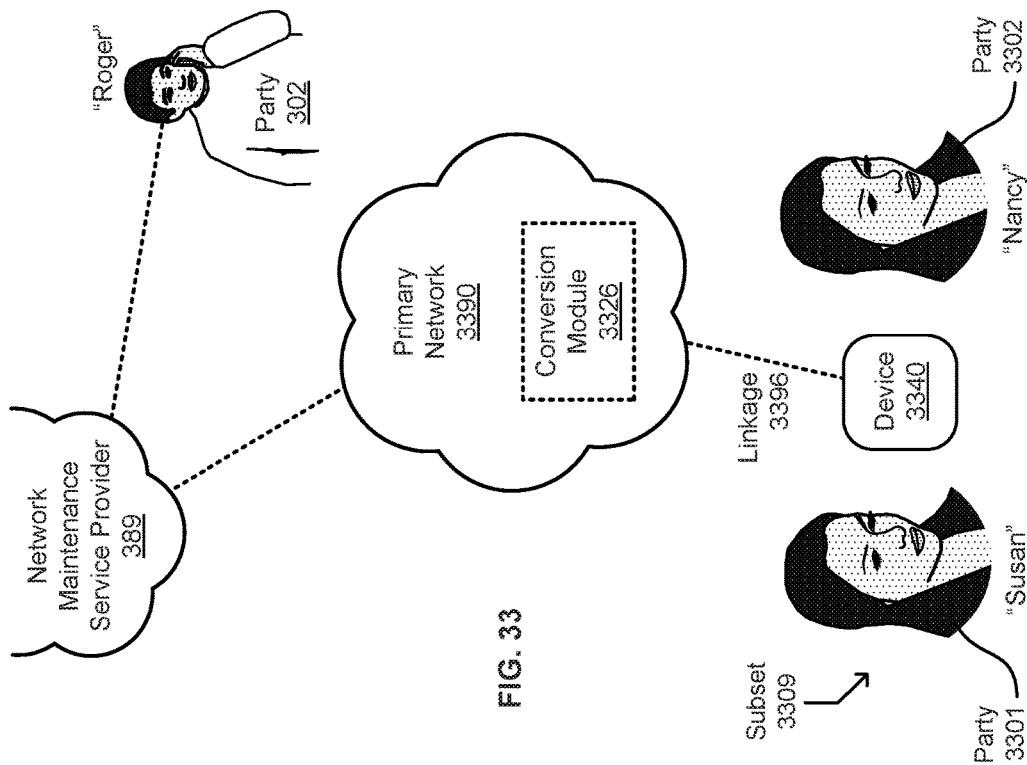 Network
Maintenance
Service Provider
389
"Roger"
Party
302
Primary
Network
3390
Conversion
Module
3326
Linkage
3396
Device
3340
Party
3302
"Nancy"
"Susan"
Subset
3309
Party
3301
FIG. 33